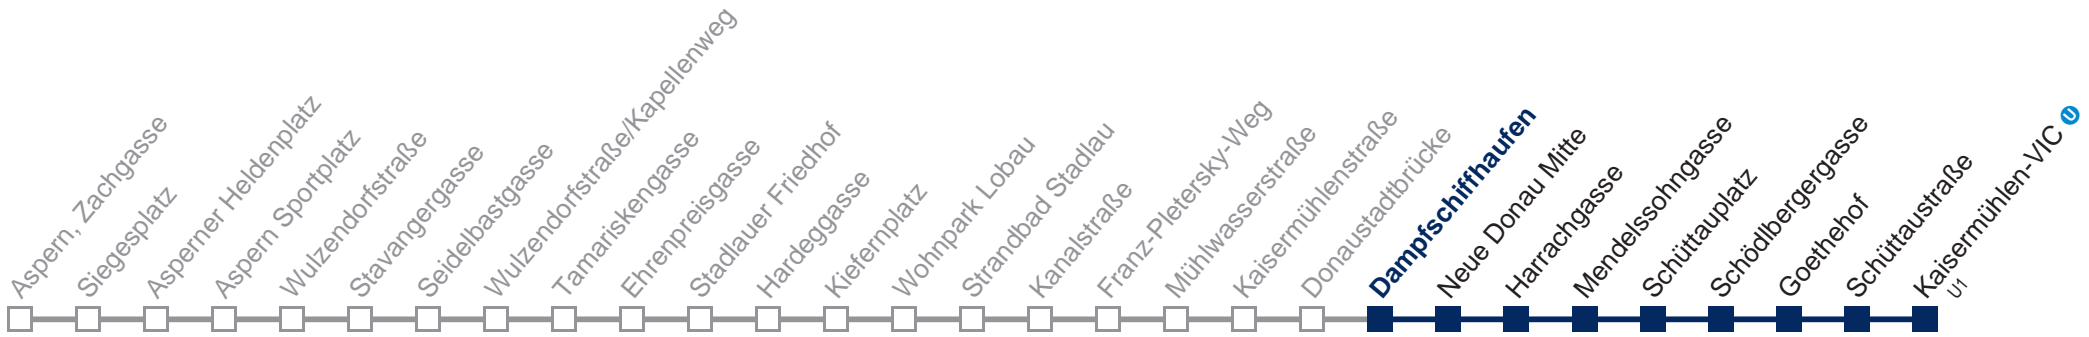 Aspern, Zachgasse
Siegesplatz
Asperner Heldenplatz
Aspern Sportplatz
Wulzendorfstraße
Stavangergasse
Seidelbastgasse
Wulzendorfstraße/Kapellenweg
Tamariskengasse
Ehrenpreisgasse
Stadlauer Friedhof
Hardeggasse
Kiefernplatz
Wohnpark Lobau
Strandbad Stadlau
Kanalstraße
Franz-Pletersky-Weg
Mühlwasserstraße
Kaisermühlenstraße
Donaustadtbrücke
Dampfschiffhaufen
Neue Donau Mitte
Harrachgasse
Mendelssohngasse
Schüttauplatz
Schödlbergergasse
Goethehof
Schüttaustraße
Kaisermühlen-VIC U
U1